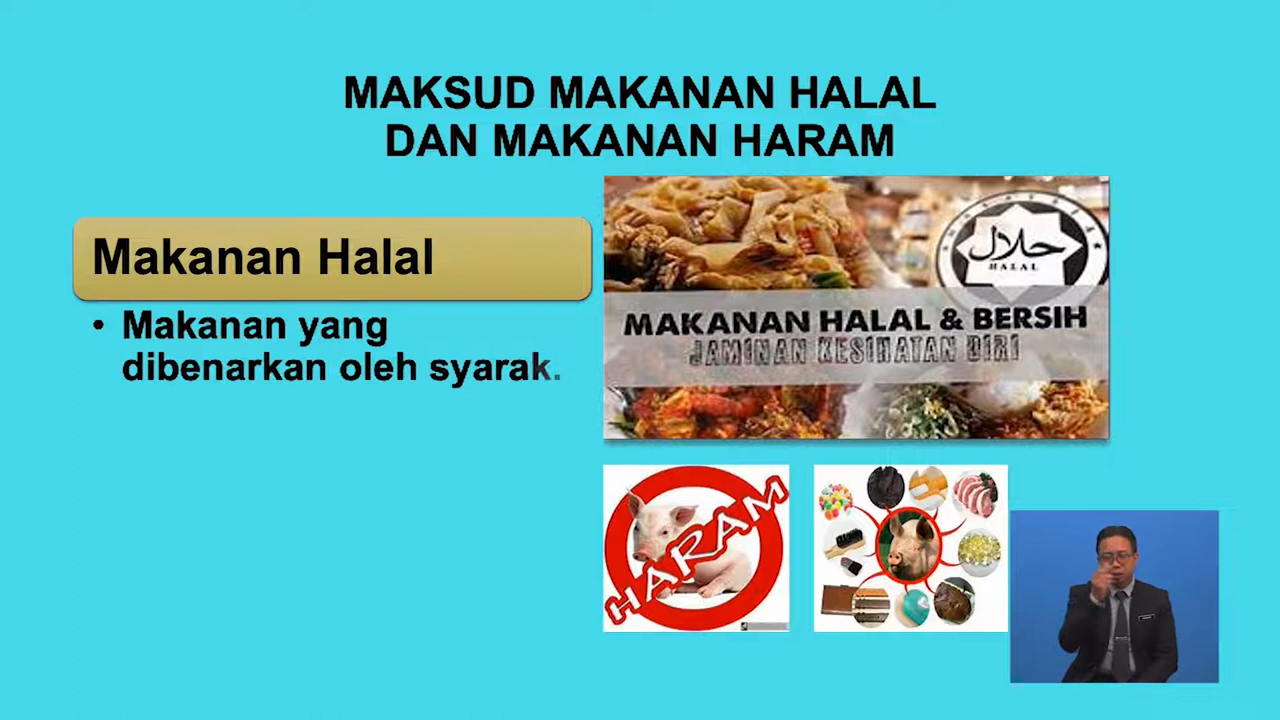 MAKSUD MAKANAN HALAL
DAN MAKANAN HARAM
Makanan Halal
• Makanan yang
dibenarkan oleh syarak.
حلال
HALAL
MAKANAN HALAL & BERSIH
JAMINAN KESIHATAN DIRI
HARAM